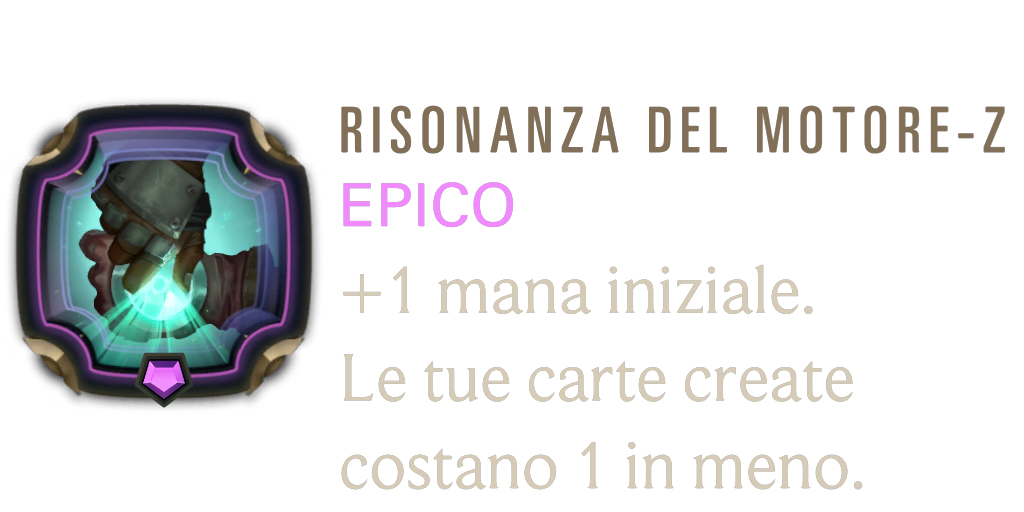 RISONANZA DEL MOTORE-Z
EPICO
+1 mana iniziale.
Le tue carte create
costano 1 in meno.